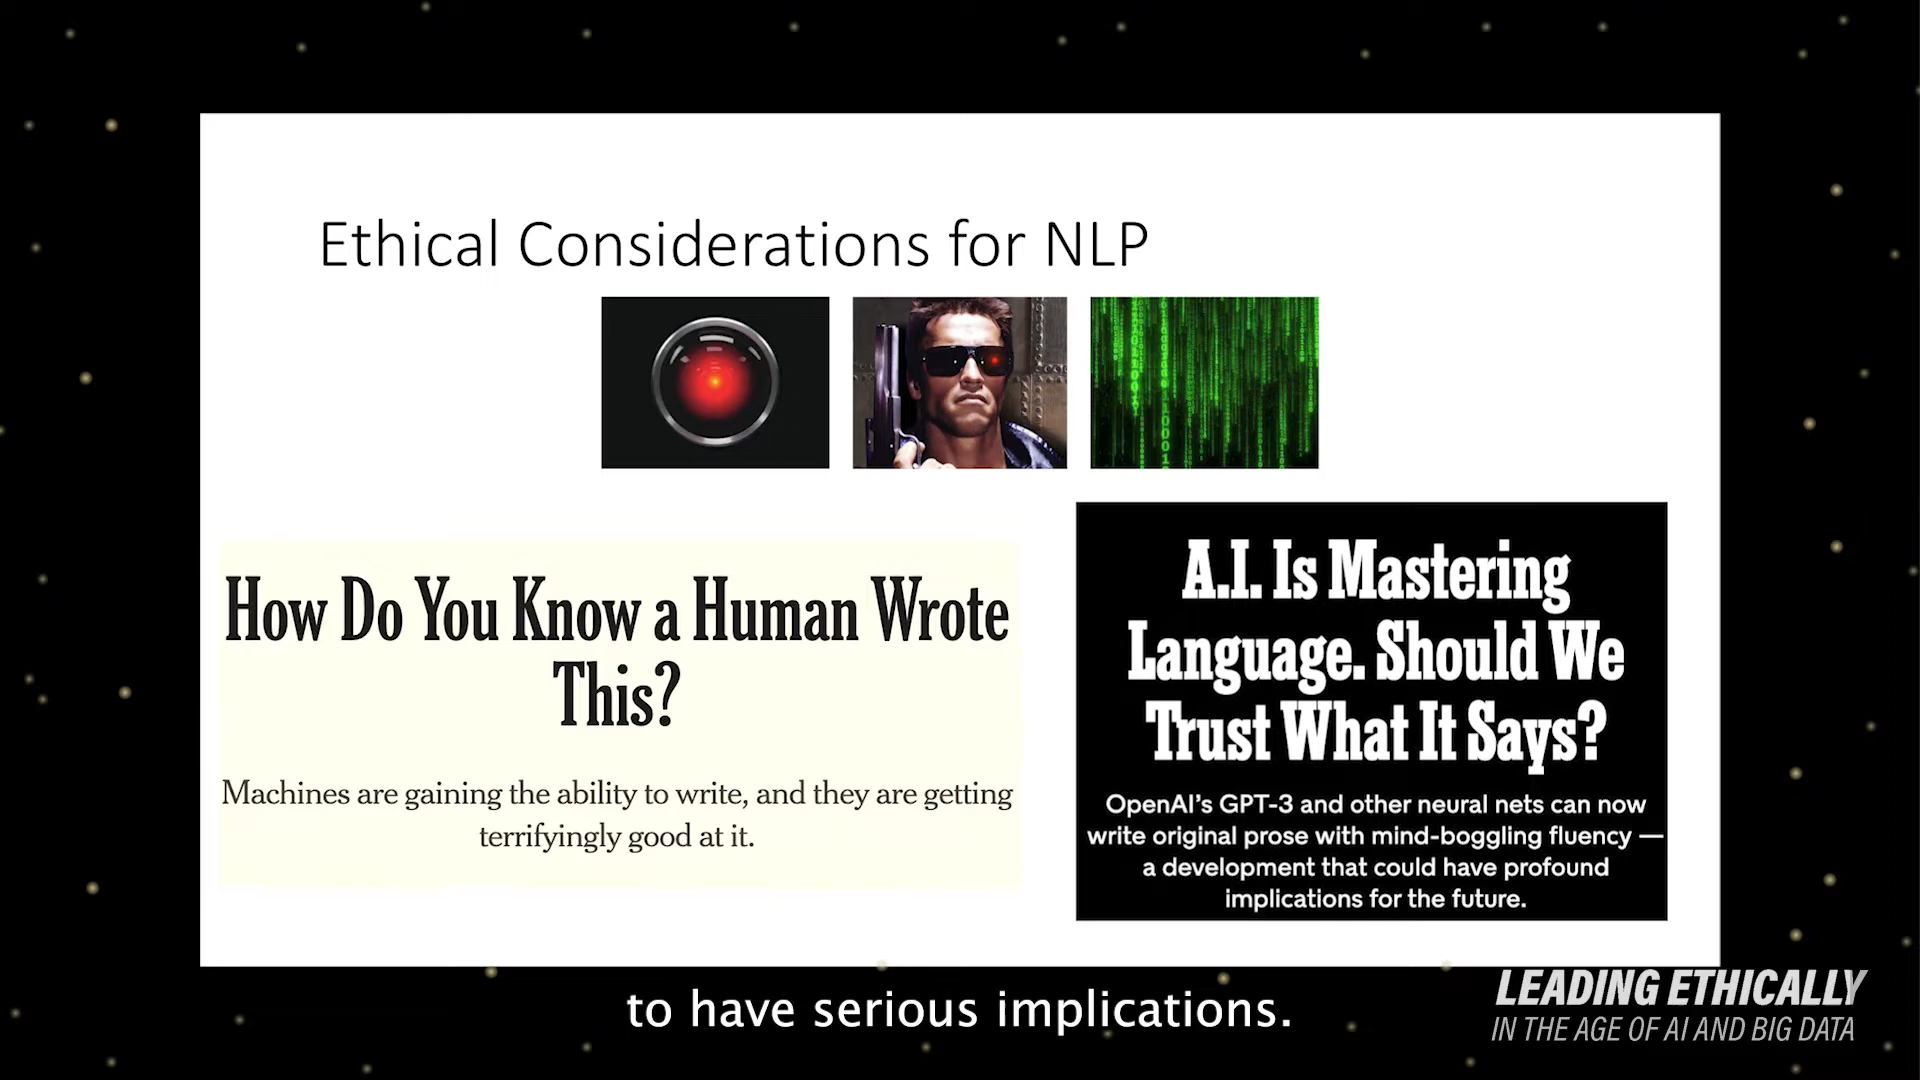 Ethical Considerations for NLP
How Do You Know a Human Wrote
This?
Machines are gaining the ability to write, and they are getting
terrifyingly good at it.
A.I. Is Mastering
Language. Should We
Trust What It Says?
OpenAI’s GPT-3 and other neural nets can now
write original prose with mind-boggling fluency —
a development that could have profound
implications for the future.
to have serious implications.
LEADING ETHICALLY
IN THE AGE OF AI AND BIG DATA